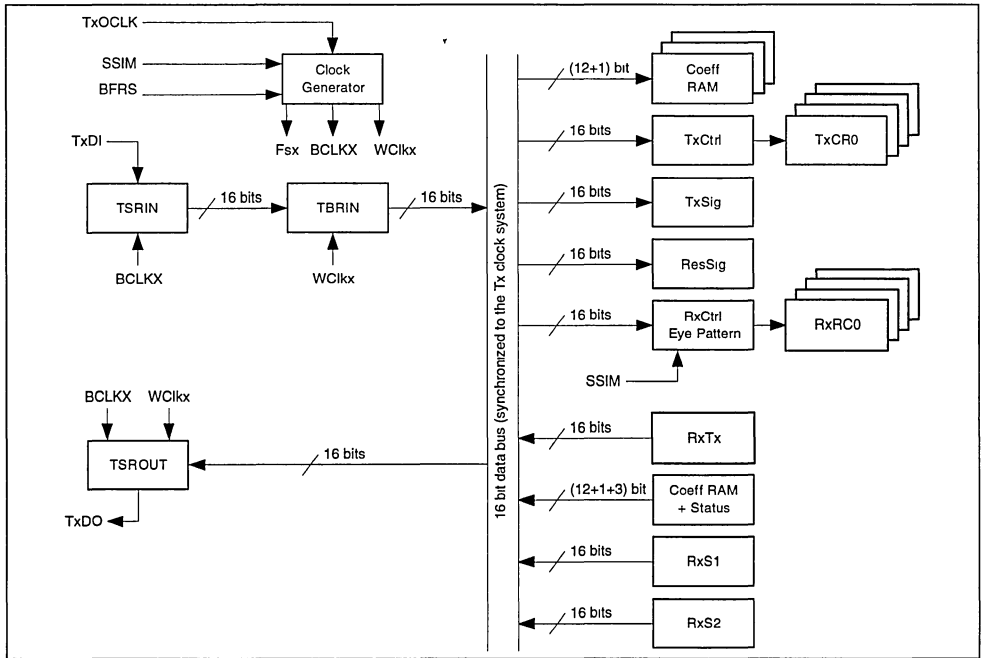 TxOCLK
SSIM
BFRS
Clock
Generator
Fsx BCLKX WClkx
TxDI
TSRIN
16 bits
TBRIN
16 bits
BCLKX
WClkx
BCLKX WClkx
TSROUT
16 bits
TxDO
16 bit data bus (synchronized to the Tx clock system)
(12+1) bit
Coeff
RAM
16 bits
TxCtrl
TxCR0
16 bits
TxSig
16 bits
ResSig
16 bits
RxCtrl
Eye Pattern
RxRC0
SSIM
16 bits
RxTx
(12+1+3) bit
Coeff RAM
+ Status
16 bits
RxS1
16 bits
RxS2